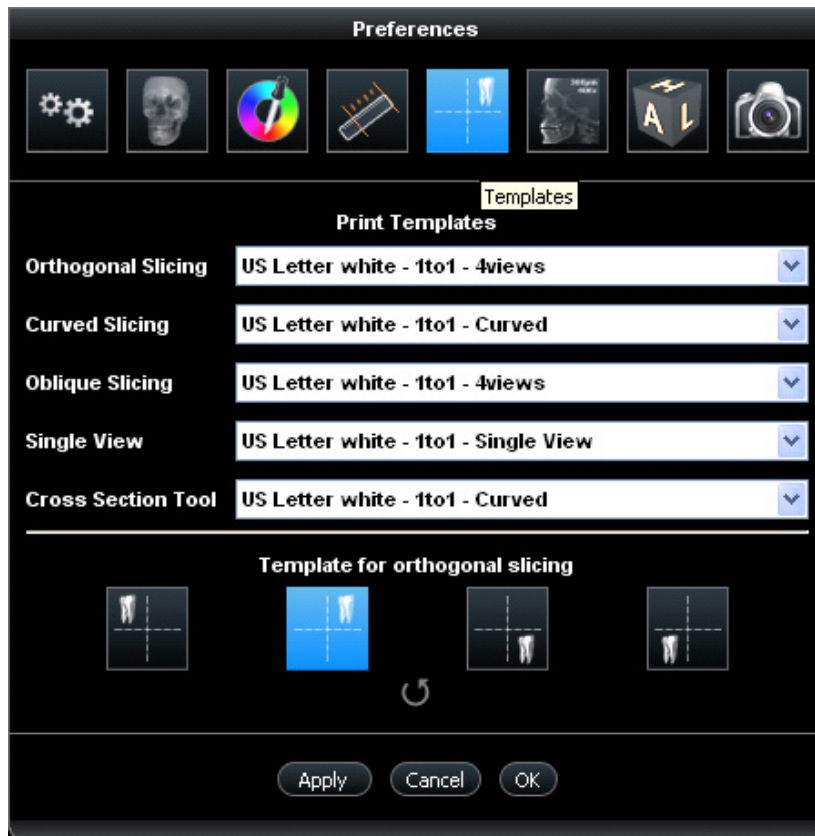 Preferences
A H L
Templates
Print Templates
Orthogonal Slicing US Letter white - 1to1 - 4views
Curved Slicing US Letter white - 1to1 - Curved
Oblique Slicing US Letter white - 1to1 - 4views
Single View US Letter white - 1to1 - Single View
Cross Section Tool US Letter white - 1to1 - Curved
Template for orthogonal slicing
Apply Cancel OK